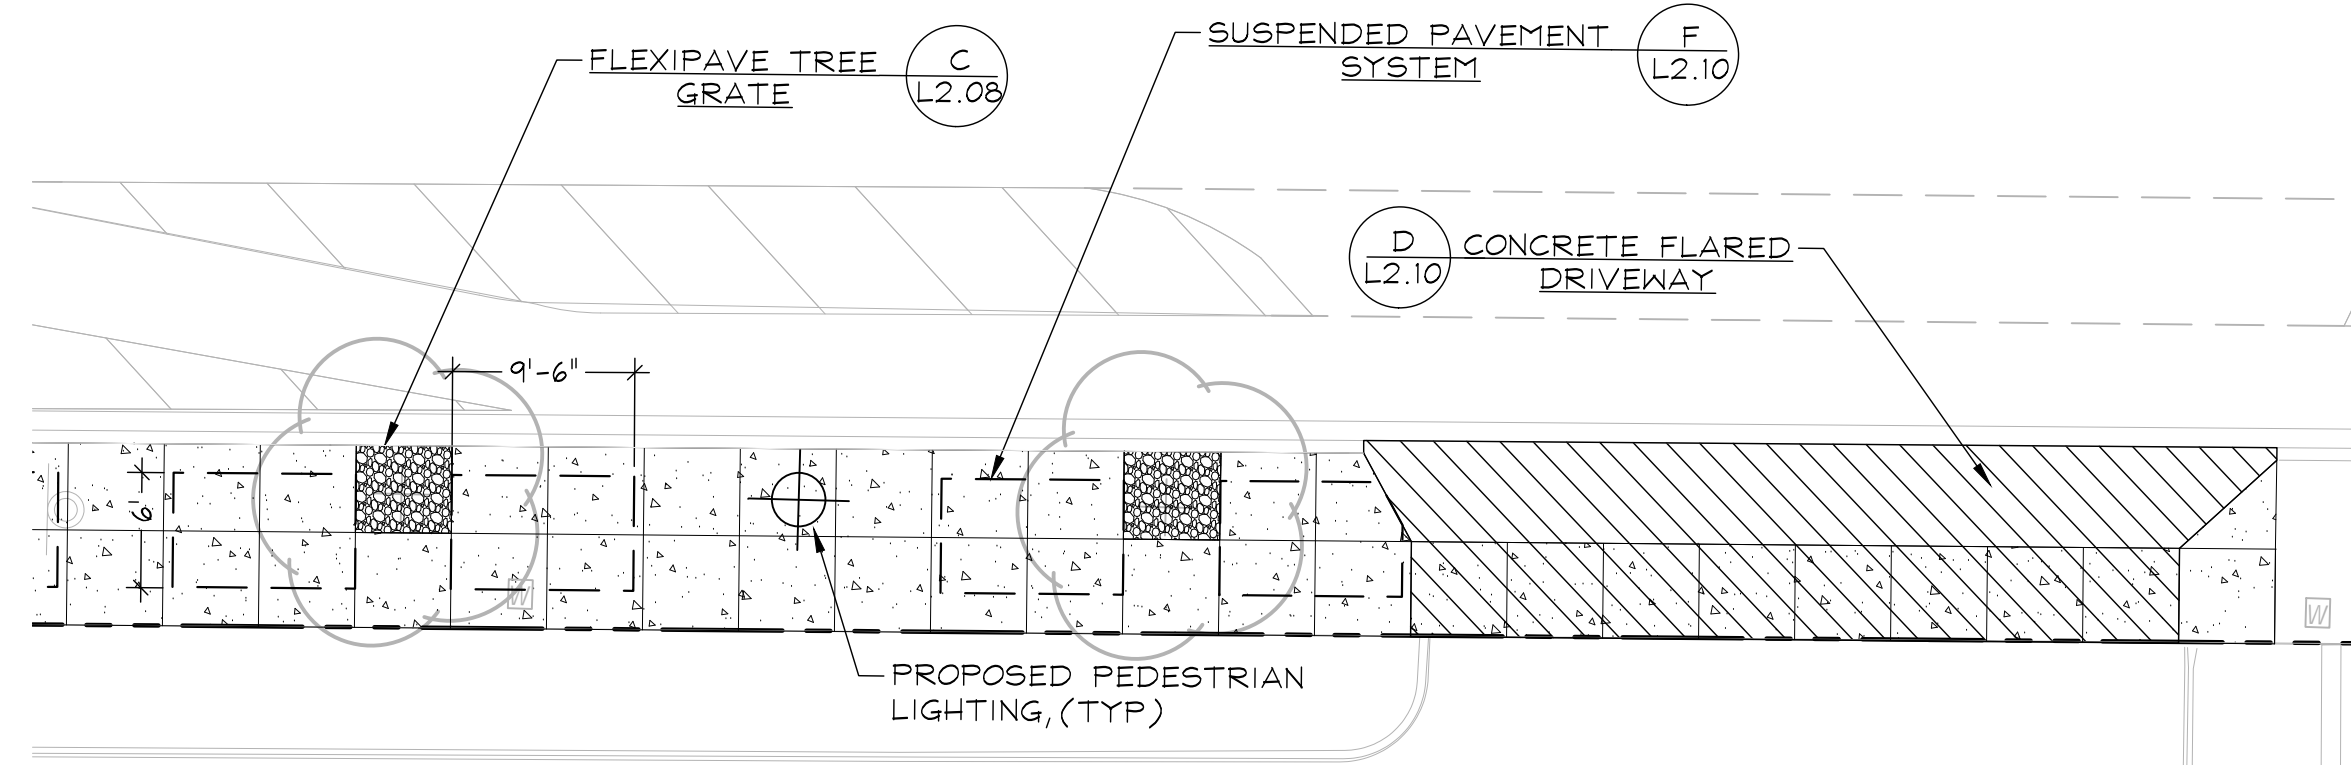 FLEXIPAVE TREE
GRATE
C
L2.08
SUSPENDED PAVEMENT
SYSTEM
F
L2.10
D
L2.10
CONCRETE FLARED
DRIVEWAY
9'-6"
6'
W
W
PROPOSED PEDESTRIAN
LIGHTING, (TYP)